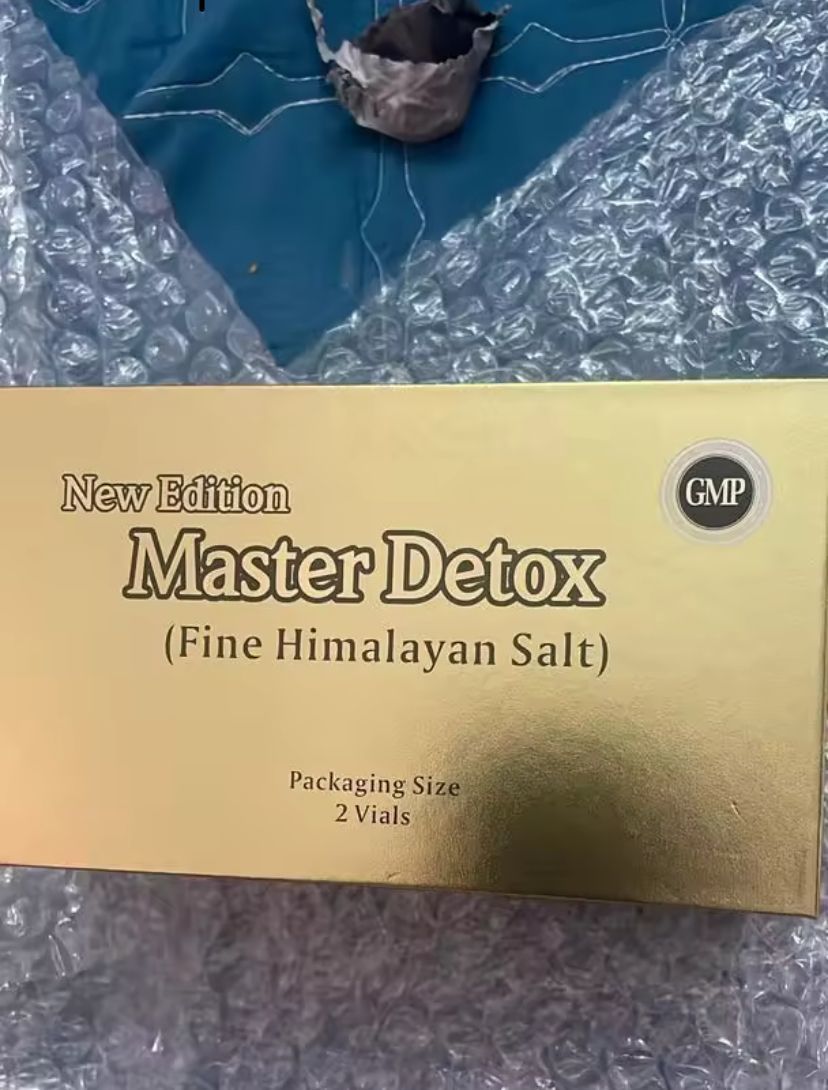 New Edition
GMP
Master Detox
(Fine Himalayan Salt)
Packaging Size
2 Vials